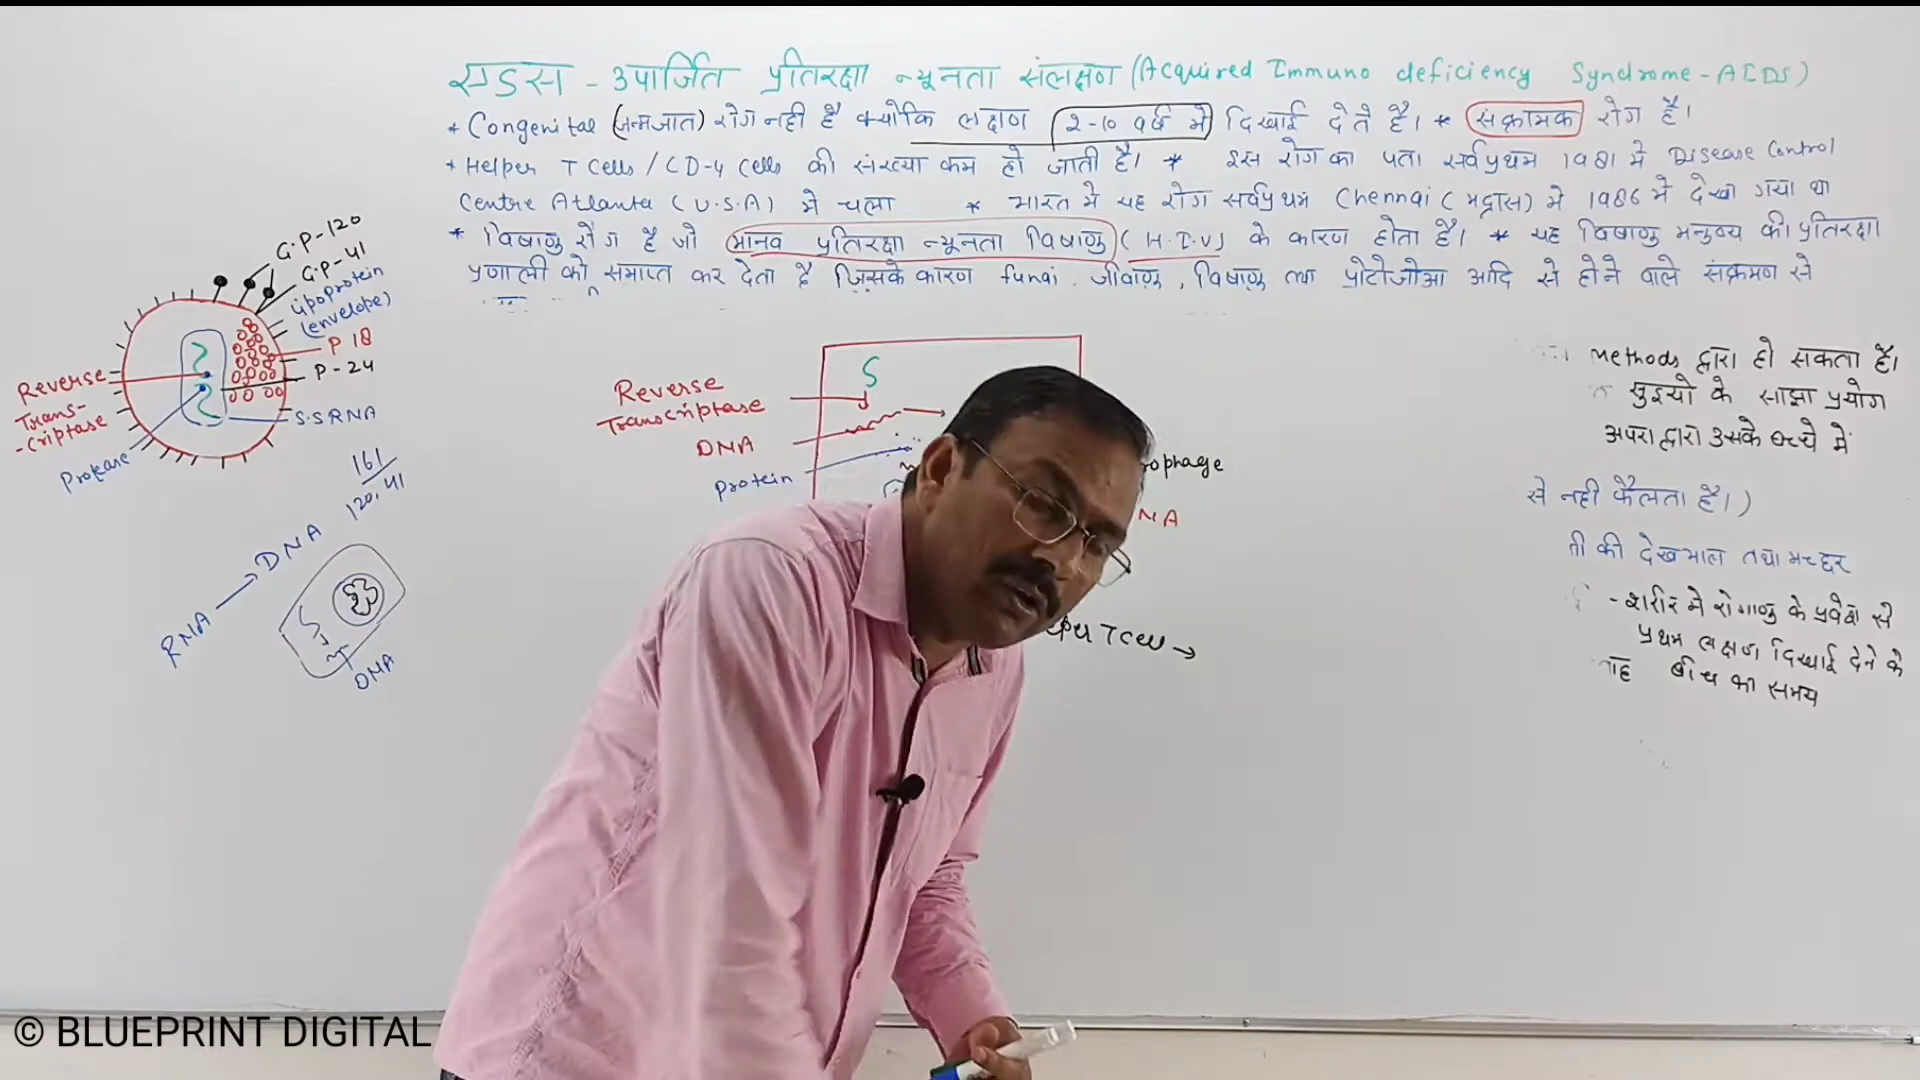 एड्स - उपार्जित प्रतिरक्षा न्यूनता संलक्षण (Acquired Immuno deficiency Syndrome - AIDS)
* Congenital (जन्मजात) रोग नही है क्योकि लक्षण 2-10 वर्ष मे दिखाई देते है। * संक्रामक रोग है।
* Helper T Cells / CD-4 Cells की संख्या कम हो जाती है। * इस रोग का पता सर्वप्रथम 1981 मे Disease Control
Centre Atlanta (U.S.A) मे चला * भारत मे यह रोग सर्वप्रथम Chennai (मद्रास) मे 1986 मे देखा गया था
* विषाणु रोग है जो मानव प्रतिरक्षा न्यूनता विषाणु (H.I.V) के कारण होता है। * यह विषाणु मनुष्य की प्रतिरक्षा
प्रणाली को समाप्त कर देता है जिसके कारण fungi, जीवाणु, विषाणु तथा प्रोटोजोआ आदि से होने वाले संक्रमण से
G.P-120
G.P-41
Lipoprotein
(envelope)
P 18
P-24
S.S RNA
Reverse
Trans-
-criptase
Protease
161
120,41
RNA → DNA
DNA
Reverse
Transcriptase
DNA
Protein
ophage
NA
T Cell →
Methods द्वारा हो सकता है।
सुइयो के साझा प्रयोग
अपरा द्वारा उसके बच्चे में
से नही फैलता है।)
की देखभाल तथा मच्छर
- शरीर मे रोगाणु के प्रवेश से
प्रथम लक्षण दिखाई देने के
बीच का समय
© BLUEPRINT DIGITAL